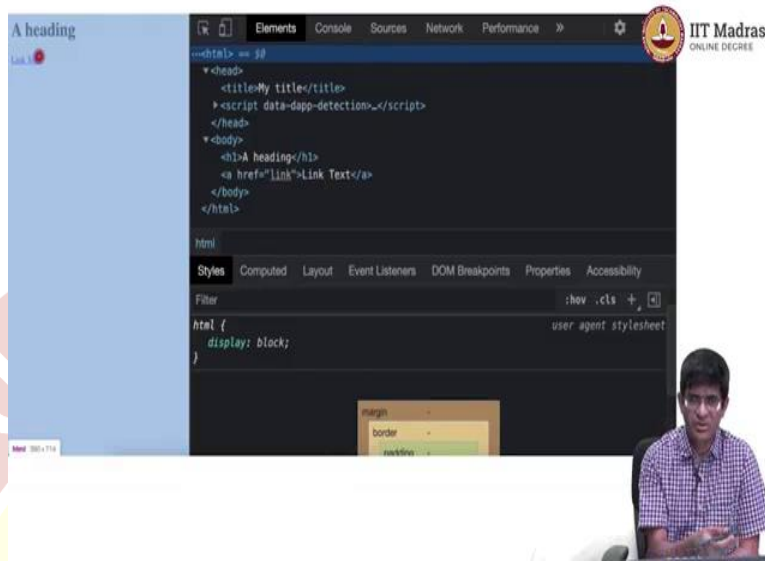 A heading
Elements Console Sources Network Performance »
IIT Madras
ONLINE DEGREE
···<html> == $0
▼<head>
<title>My title</title>
▶<script data-dapp-detection>…</script>
</head>
▼<body>
<h1>A heading</h1>
<a href="link">Link Text</a>
</body>
</html>
html
Styles Computed Layout Event Listeners DOM Breakpoints Properties Accessibility
Filter :hov .cls +
html { user agent stylesheet
display: block;
}
margin -
border -
padding
html